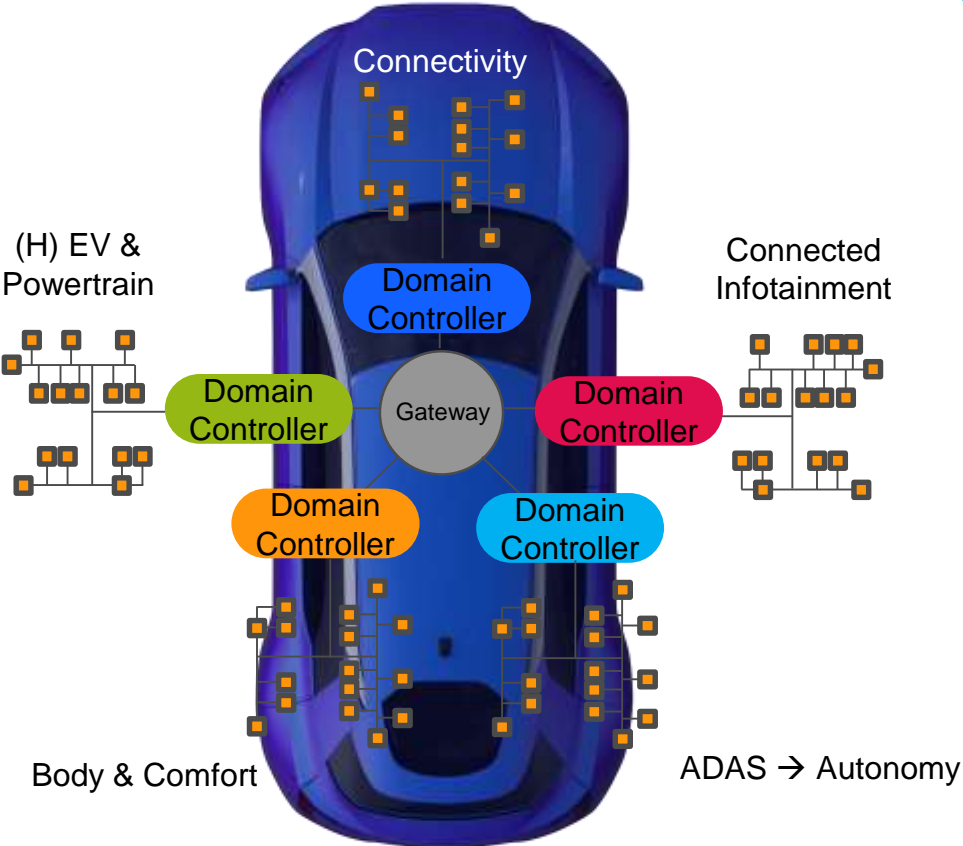 Connectivity
(H) EV &
Powertrain
Connected
Infotainment
Domain
Controller
Domain
Controller
Gateway
Domain
Controller
Domain
Controller
Domain
Controller
Body & Comfort
ADAS → Autonomy